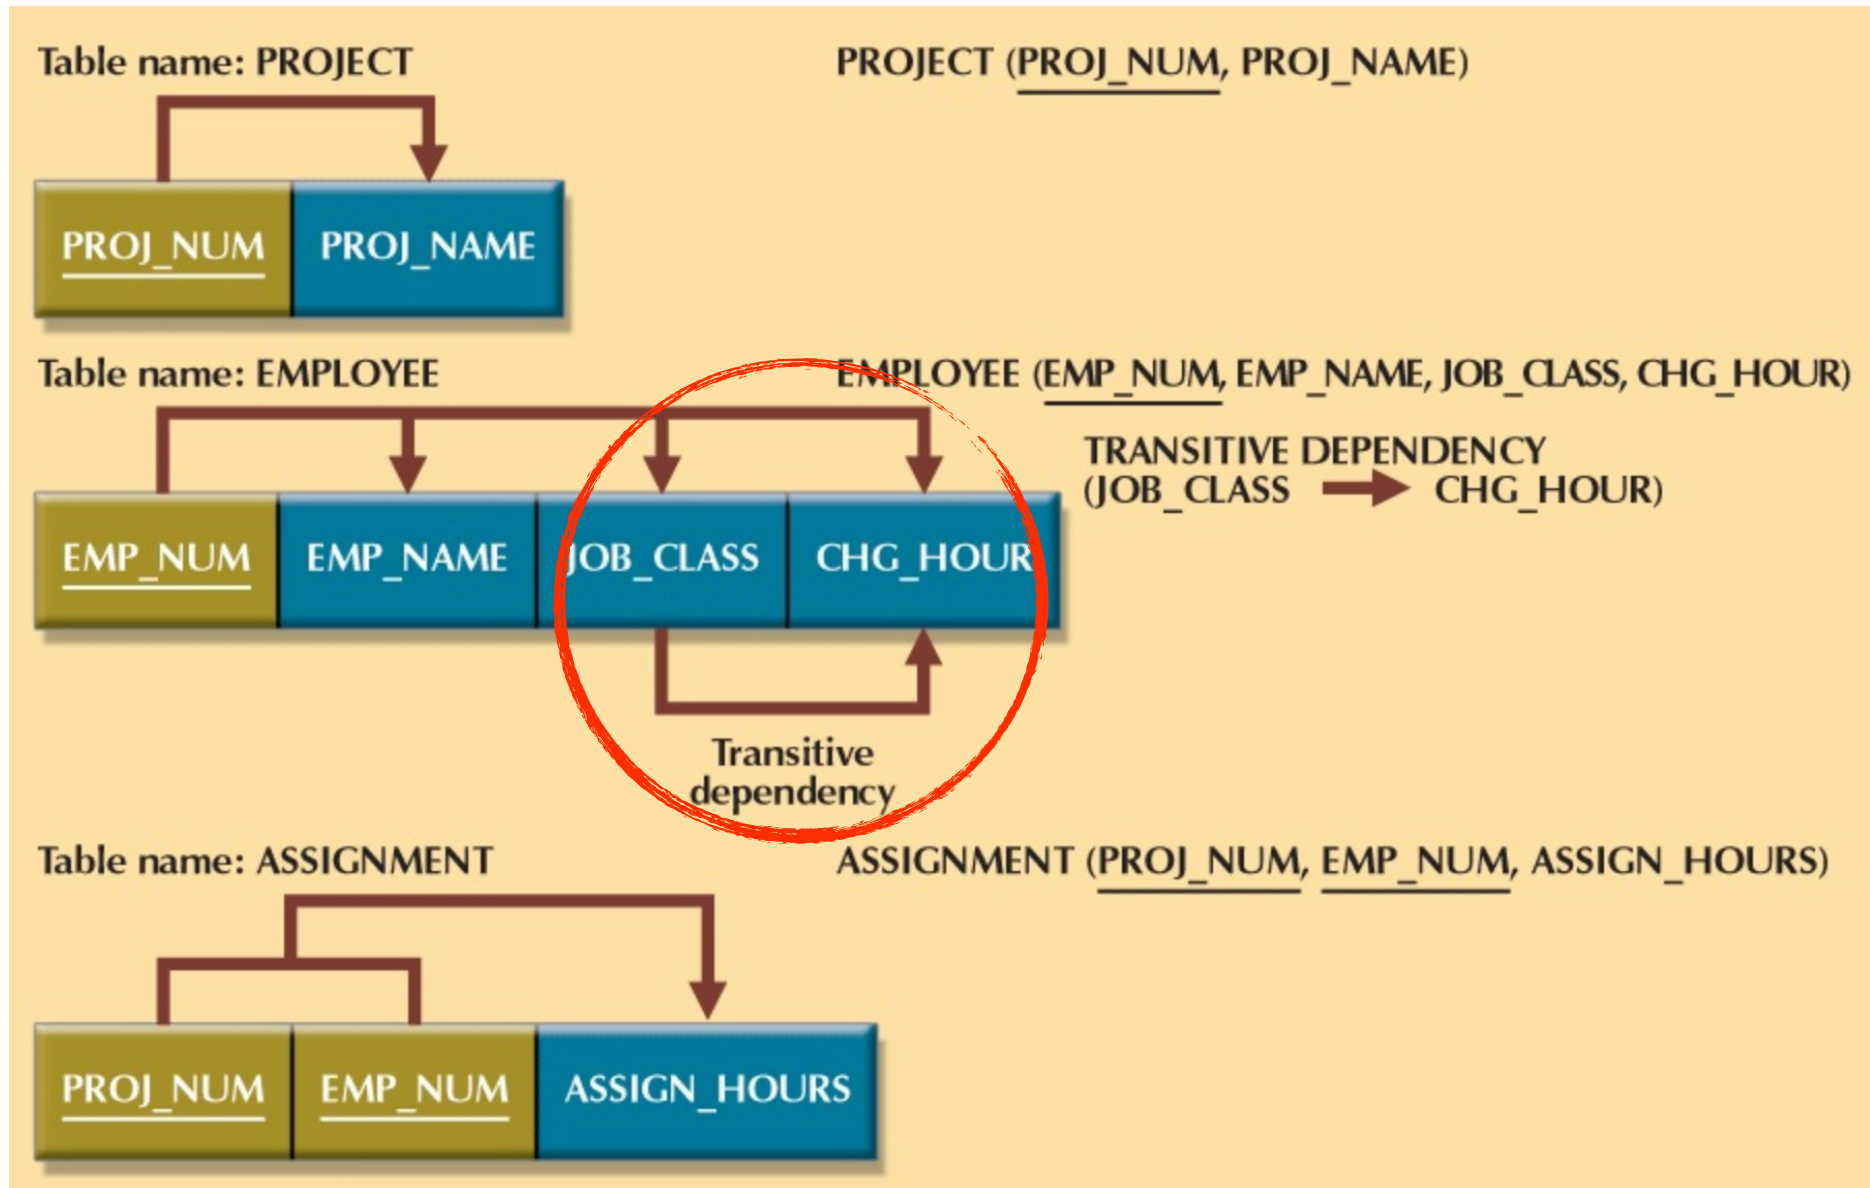 Table name: PROJECT
PROJECT (PROJ_NUM, PROJ_NAME)
PROJ_NUM
PROJ_NAME
Table name: EMPLOYEE
EMPLOYEE (EMP_NUM, EMP_NAME, JOB_CLASS, CHG_HOUR)
TRANSITIVE DEPENDENCY
(JOB_CLASS CHG_HOUR)
EMP_NUM
EMP_NAME
JOB_CLASS
CHG_HOUR
Transitive
dependency
Table name: ASSIGNMENT
ASSIGNMENT (PROJ_NUM, EMP_NUM, ASSIGN_HOURS)
PROJ_NUM
EMP_NUM
ASSIGN_HOURS